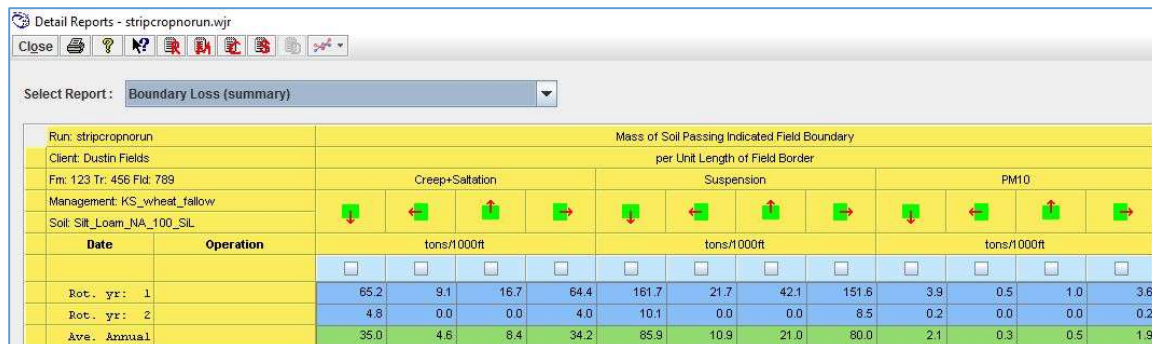 Detail Reports - stripcropnorun.wjr
Close
Select Report: Boundary Loss (summary)
Run: stripcropnorun Mass of Soil Passing Indicated Field Boundary
Client: Dustin Fields per Unit Length of Field Border
Fm: 123 Tr: 456 Fld: 789 Creep+Saltation Suspension PM10
Management: KS_wheat_fallow
Soil: Silt_Loam_NA_100_SiL
Date Operation tons/1000ft tons/1000ft tons/1000ft
Rot. yr: 1 65.2 9.1 16.7 64.4 161.7 21.7 42.1 151.6 3.9 0.5 1.0 3.6
Rot. yr: 2 4.8 0.0 0.0 4.0 10.1 0.0 0.0 8.5 0.2 0.0 0.0 0.2
Ave. Annual 35.0 4.6 8.4 34.2 85.9 10.9 21.0 80.0 2.1 0.3 0.5 1.9